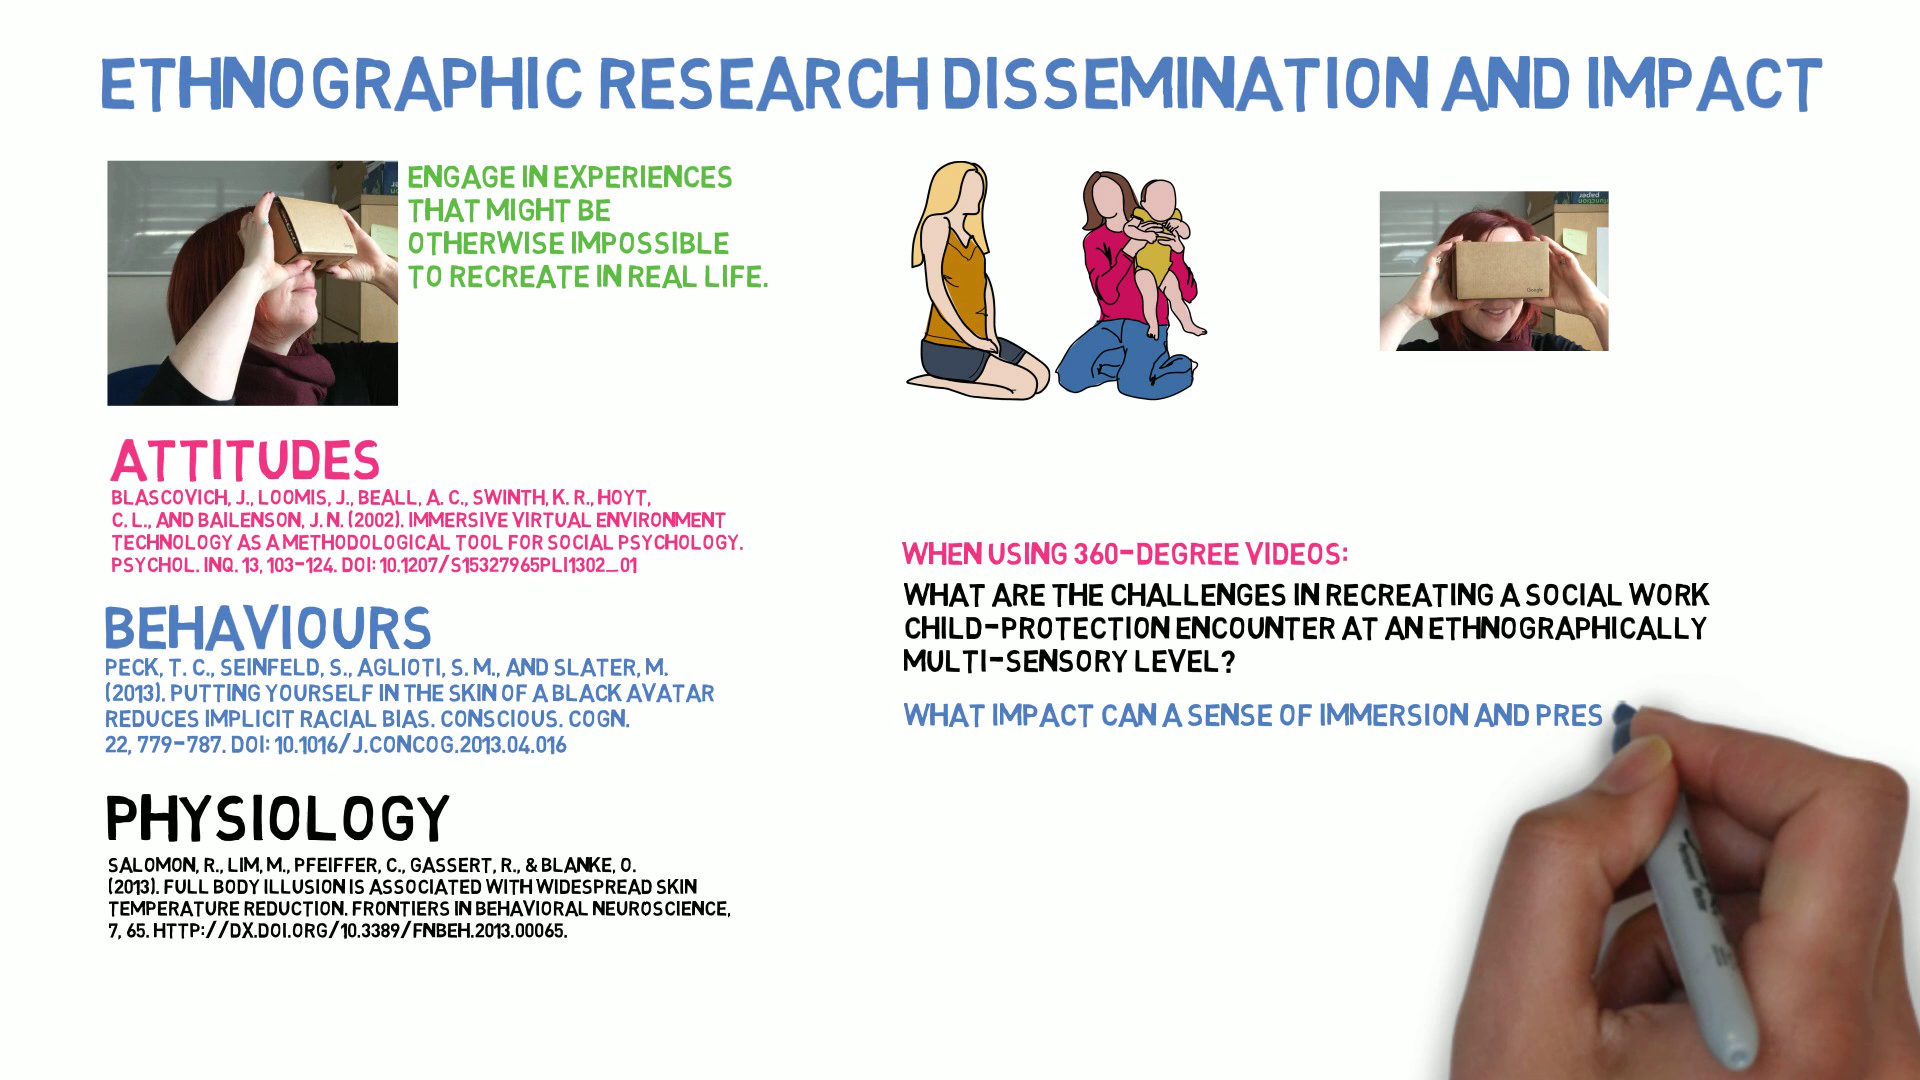 ETHNOGRAPHIC RESEARCH DISSEMINATION AND IMPACT
ENGAGE IN EXPERIENCES
THAT MIGHT BE
OTHERWISE IMPOSSIBLE
TO RECREATE IN REAL LIFE.
ATTITUDES
BLASCOVICH, J., LOOMIS, J., BEALL, A. C., SWINTH, K. R., HOYT,
C. L., AND BAILENSON, J. N. (2002). IMMERSIVE VIRTUAL ENVIRONMENT
TECHNOLOGY AS A METHODOLOGICAL TOOL FOR SOCIAL PSYCHOLOGY.
PSYCHOL. INQ. 13, 103-124. DOI: 10.1207/S15327965PLI1302_01
BEHAVIOURS
PECK, T. C., SEINFELD, S., AGLIOTI, S. M., AND SLATER, M.
(2013). PUTTING YOURSELF IN THE SKIN OF A BLACK AVATAR
REDUCES IMPLICIT RACIAL BIAS. CONSCIOUS. COGN.
22, 779-787. DOI: 10.1016/J.CONCOG.2013.04.016
PHYSIOLOGY
SALOMON, R., LIM, M., PFEIFFER, C., GASSERT, R., & BLANKE, O.
(2013). FULL BODY ILLUSION IS ASSOCIATED WITH WIDESPREAD SKIN
TEMPERATURE REDUCTION. FRONTIERS IN BEHAVIORAL NEUROSCIENCE,
7, 65. HTTP://DX.DOI.ORG/10.3389/FNBEH.2013.00065.
Google
WHEN USING 360-DEGREE VIDEOS:
WHAT ARE THE CHALLENGES IN RECREATING A SOCIAL WORK
CHILD-PROTECTION ENCOUNTER AT AN ETHNOGRAPHICALLY
MULTI-SENSORY LEVEL?
WHAT IMPACT CAN A SENSE OF IMMERSION AND PRES